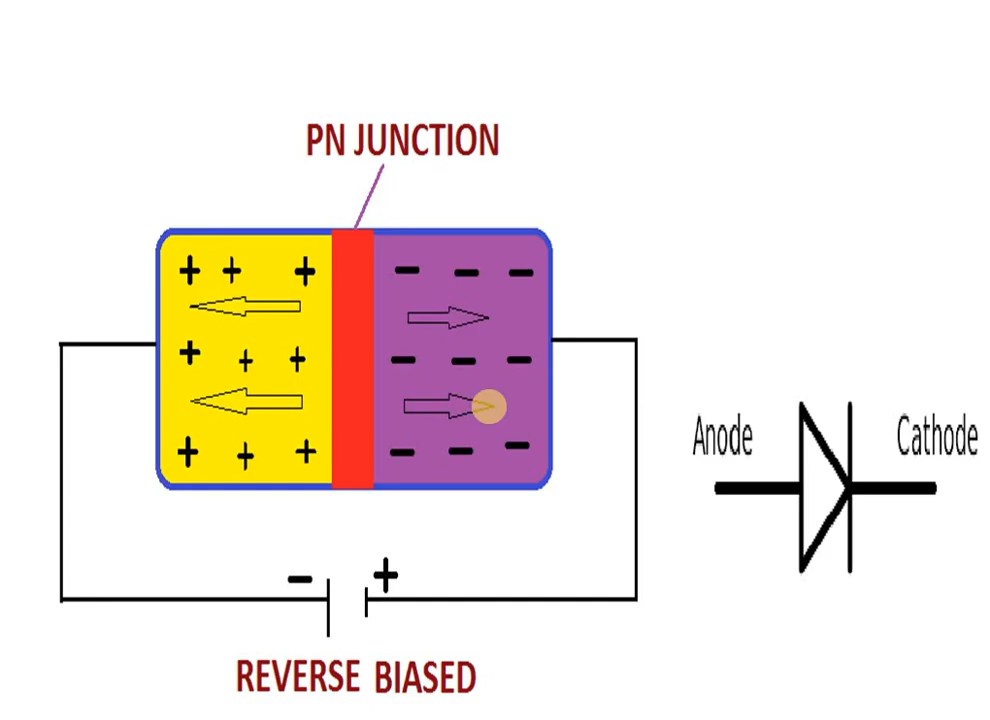 PN JUNCTION
+ + +
− − −
+ + +
− − −
+ + +
− − −
Anode
Cathode
− +
REVERSE BIASED